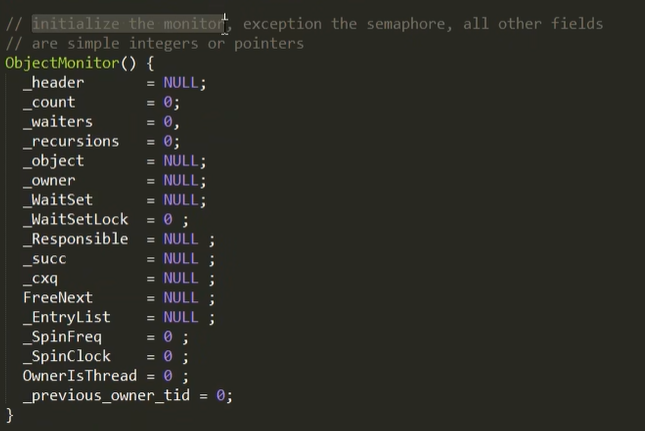 // initialize the monitor, exception the semaphore, all other fields
// are simple integers or pointers
ObjectMonitor() {
  _header       = NULL;
  _count        = 0;
  _waiters      = 0,
  _recursions   = 0;
  _object       = NULL;
  _owner        = NULL;
  _WaitSet      = NULL;
  _WaitSetLock  = 0 ;
  _Responsible  = NULL ;
  _succ         = NULL ;
  _cxq          = NULL ;
  FreeNext      = NULL ;
  _EntryList    = NULL ;
  _SpinFreq     = 0 ;
  _SpinClock    = 0 ;
  OwnerIsThread = 0 ;
  _previous_owner_tid = 0;
}